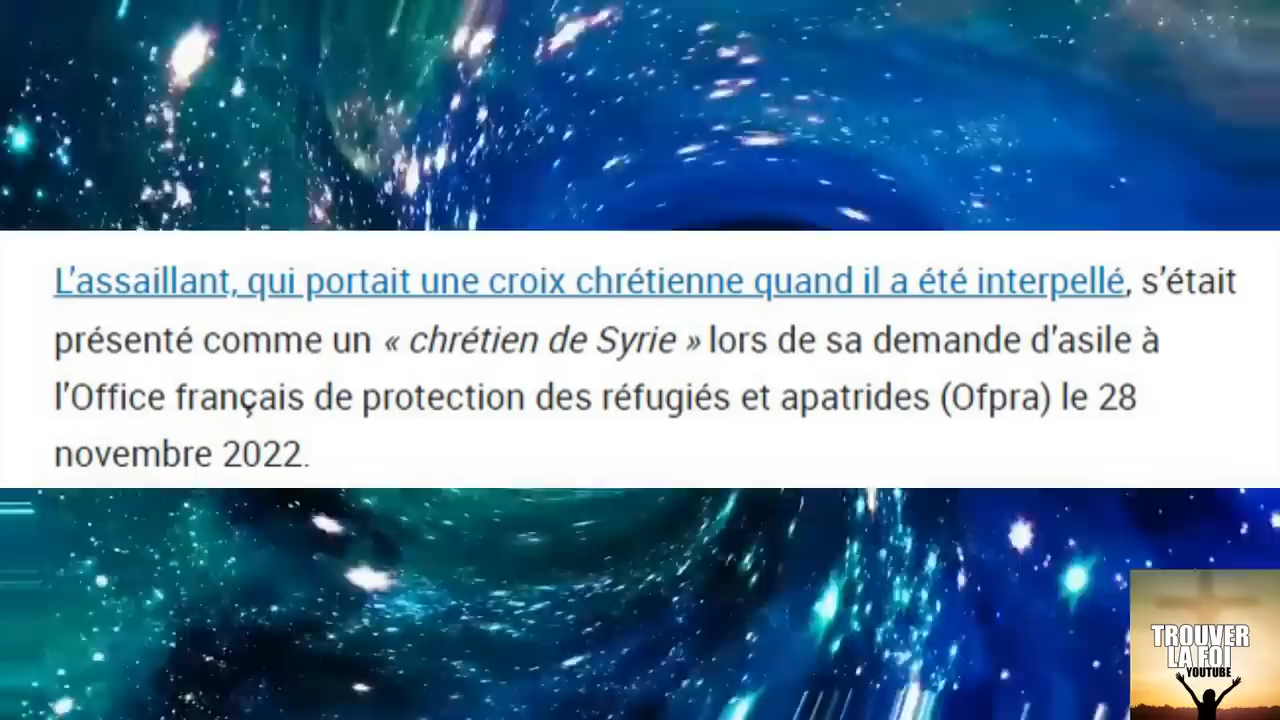 L'assaillant, qui portait une croix chrétienne quand il a été interpellé, s'était
présenté comme un « chrétien de Syrie » lors de sa demande d'asile à
l'Office français de protection des réfugiés et apatrides (Ofpra) le 28
novembre 2022.
TROUVER
LA FOI
YOUTUBE